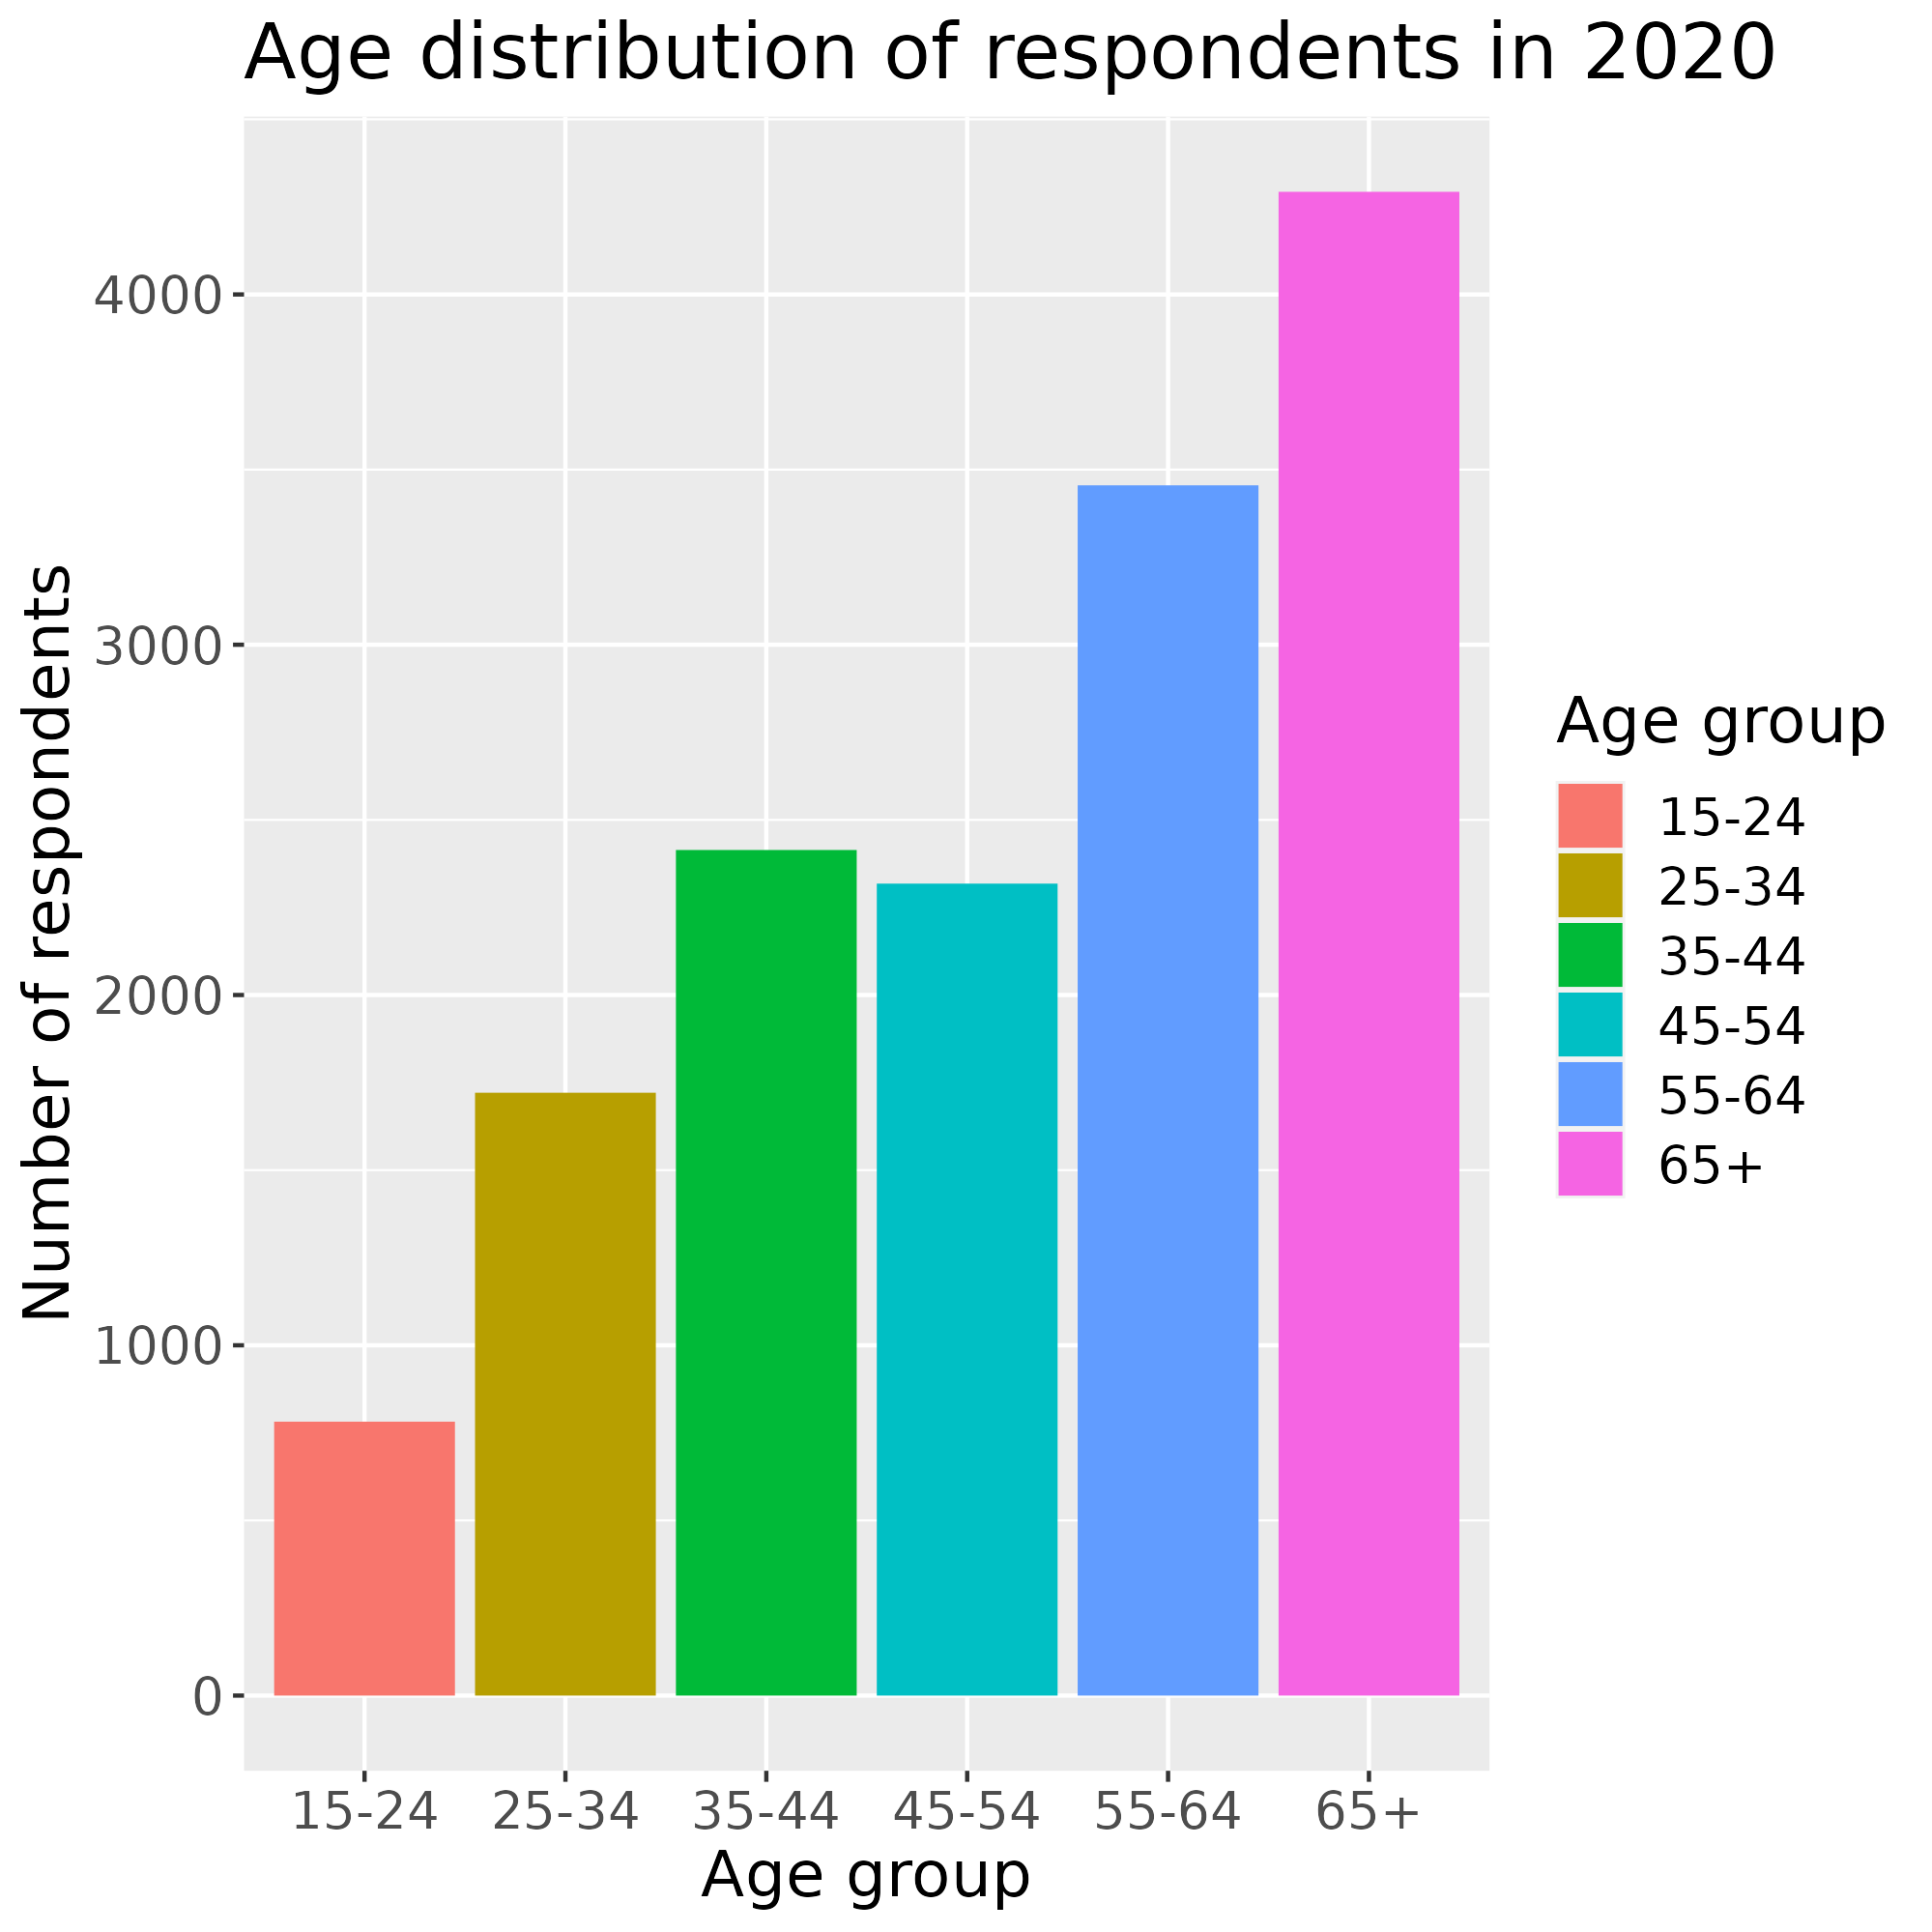 Age distribution of respondents in 2020
Number of respondents
4000
3000
2000
1000
0
15-24 25-34 35-44 45-54 55-64 65+
Age group
Age group
15-24
25-34
35-44
45-54
55-64
65+